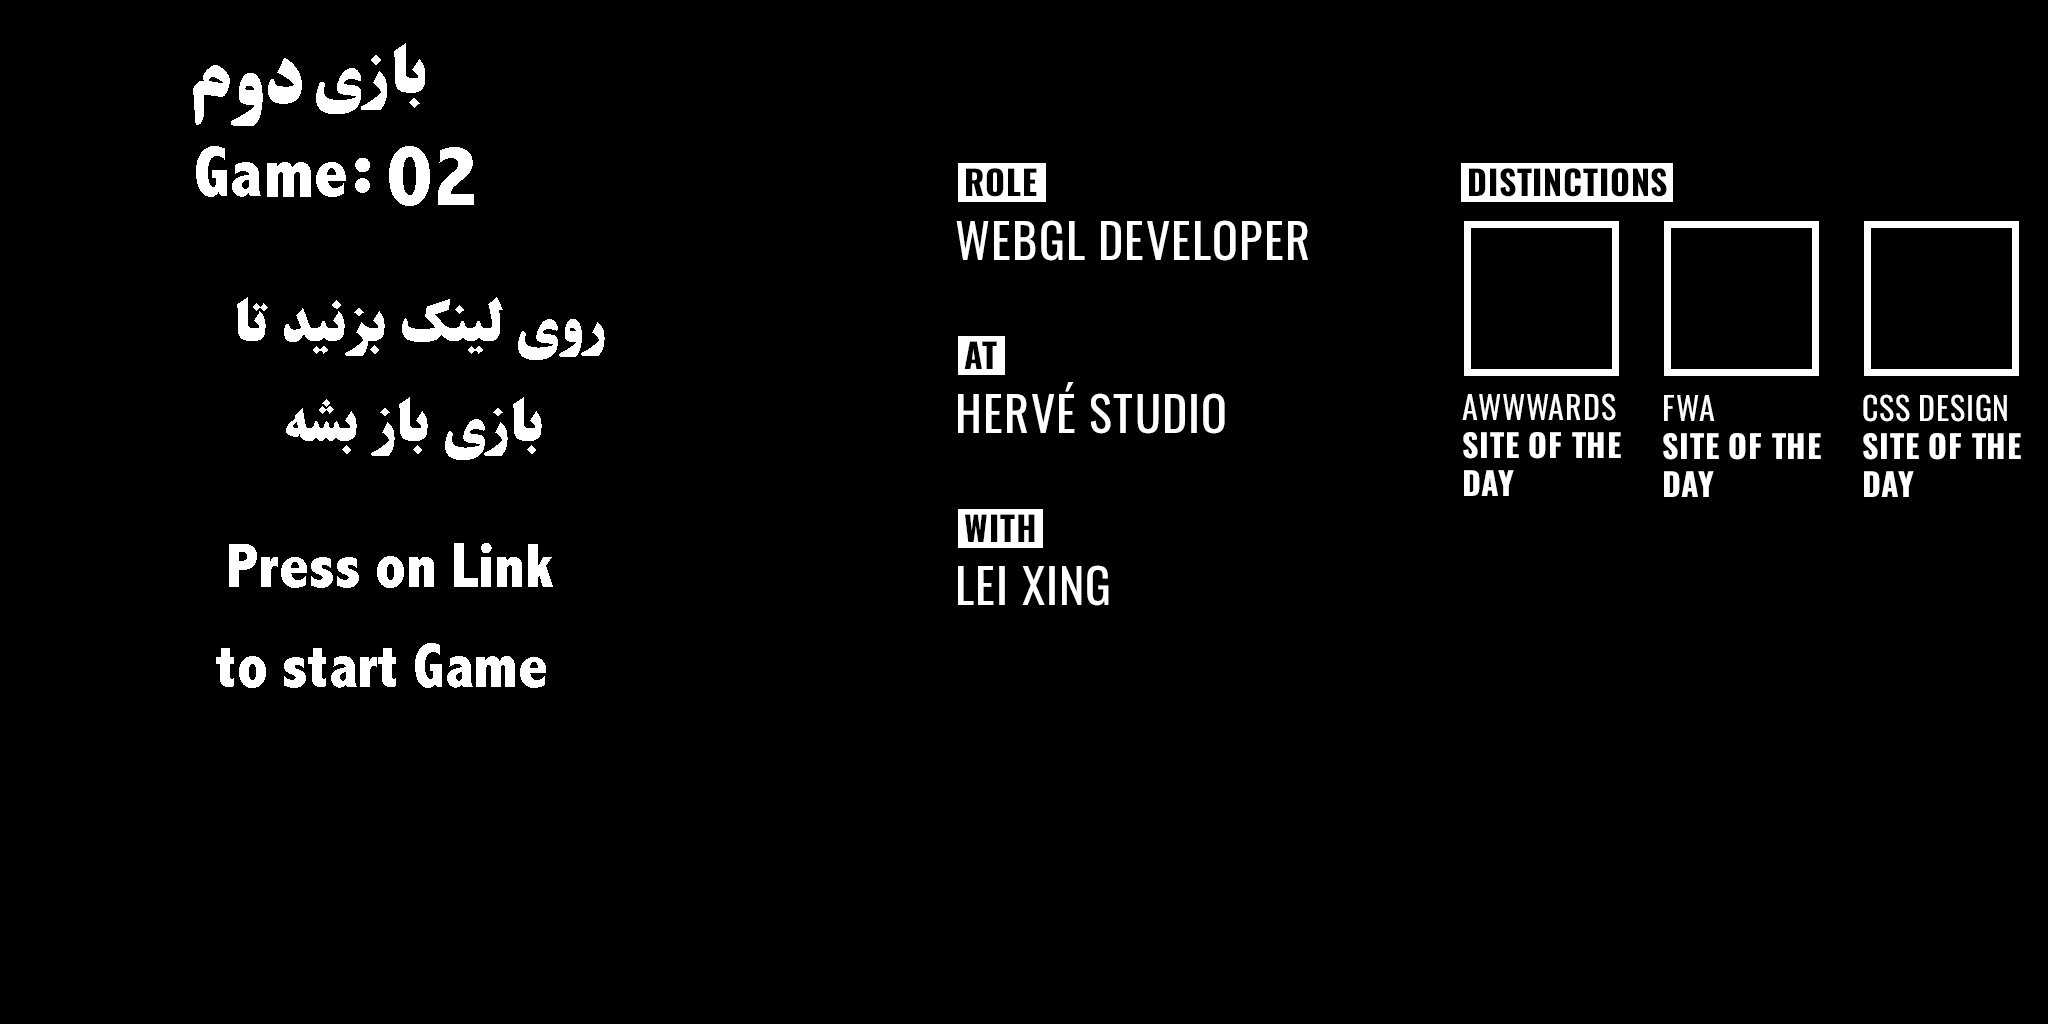 بازی دوم
Game: 02
روی لینک بزنید تا
بازی باز بشه
Press on Link
to start Game
ROLE
WEBGL DEVELOPER
AT
HERVÉ STUDIO
WITH
LEI XING
DISTINCTIONS
AWWWARDS
SITE OF THE
DAY
FWA
SITE OF THE
DAY
CSS DESIGN
SITE OF THE
DAY